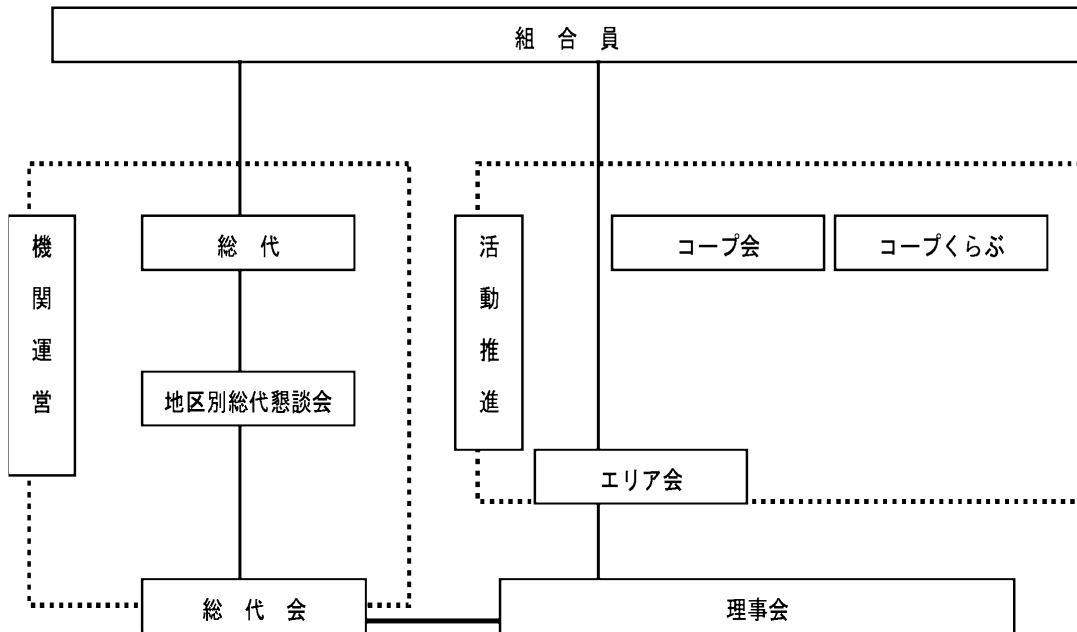 組　合　員
機関運営
総　代
地区別総代懇談会
総　代　会
活動推進
コープ会
コープくらぶ
エリア会
理事会